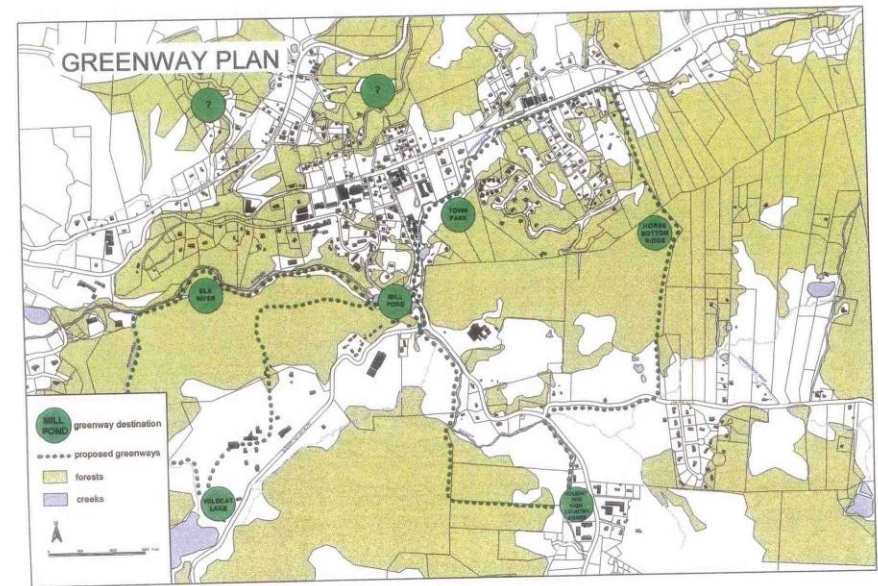 GREENWAY PLAN
?
?
TOWN
PARK
HORSE
BOTTOM
RIDGE
ELK
RIVER
MILL
POND
MILL
POND
greenway destination
proposed greenways
forests
creeks
WILDCAT
LAKE